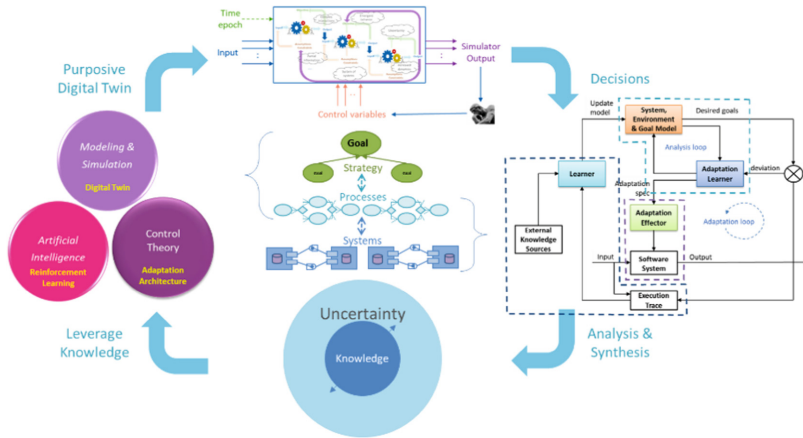 Time
epoch
Input
:
:
:
:
Simulator
Output
Control variables
Purposive
Digital Twin
Modeling &
Simulation
Digital Twin
Artificial
Intelligence
Reinforcement
Learning
Control
Theory
Adaptation
Architecture
Leverage
Knowledge
Goal
Goal
Goal
Strategy
Processes
Systems
Uncertainty
Knowledge
Decisions
Update
model
System,
Environment
& Goal Model
Desired goals
Analysis loop
Learner
Adaptation
Learner
deviation
Adaptation
spec
Adaptation
Effector
Adaptation loop
External
Knowledge
Sources
Input
Software
System
Output
Execution
Trace
Analysis &
Synthesis